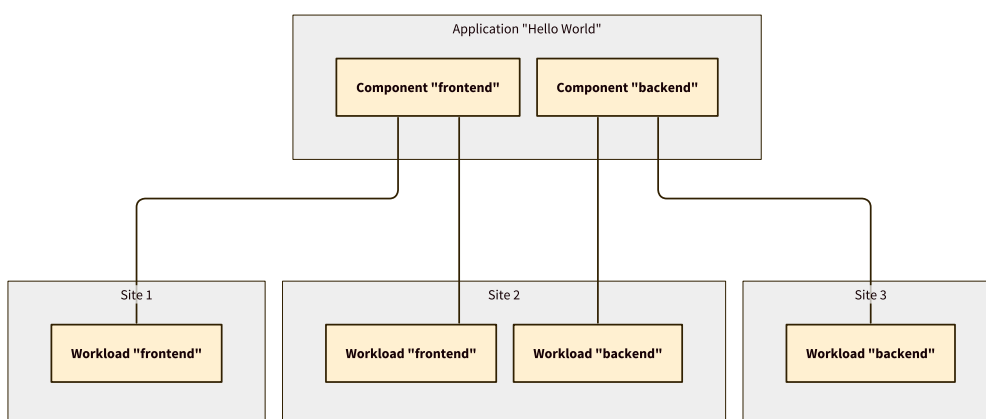 Application "Hello World"
Component "frontend"
Component "backend"
Site 1
Site 2
Site 3
Workload "frontend"
Workload "frontend"
Workload "backend"
Workload "backend"